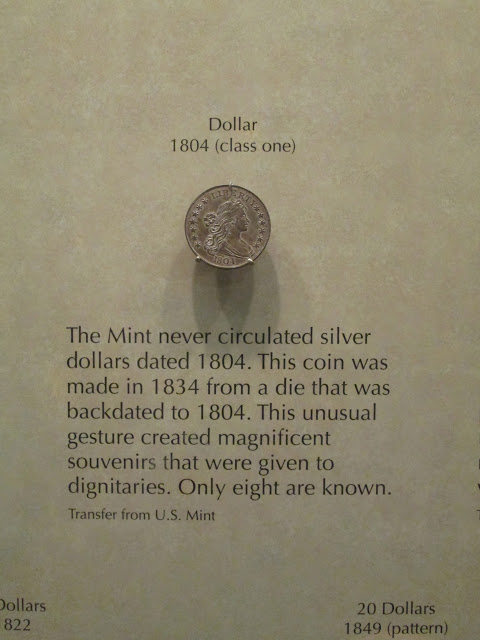 Dollar
1804 (class one)
LIBERTY
1804
The Mint never circulated silver
dollars dated 1804. This coin was
made in 1834 from a die that was
backdated to 1804. This unusual
gesture created magnificent
souvenirs that were given to
dignitaries. Only eight are known.
Transfer from U.S. Mint
Dollars
822
20 Dollars
1849 (pattern)